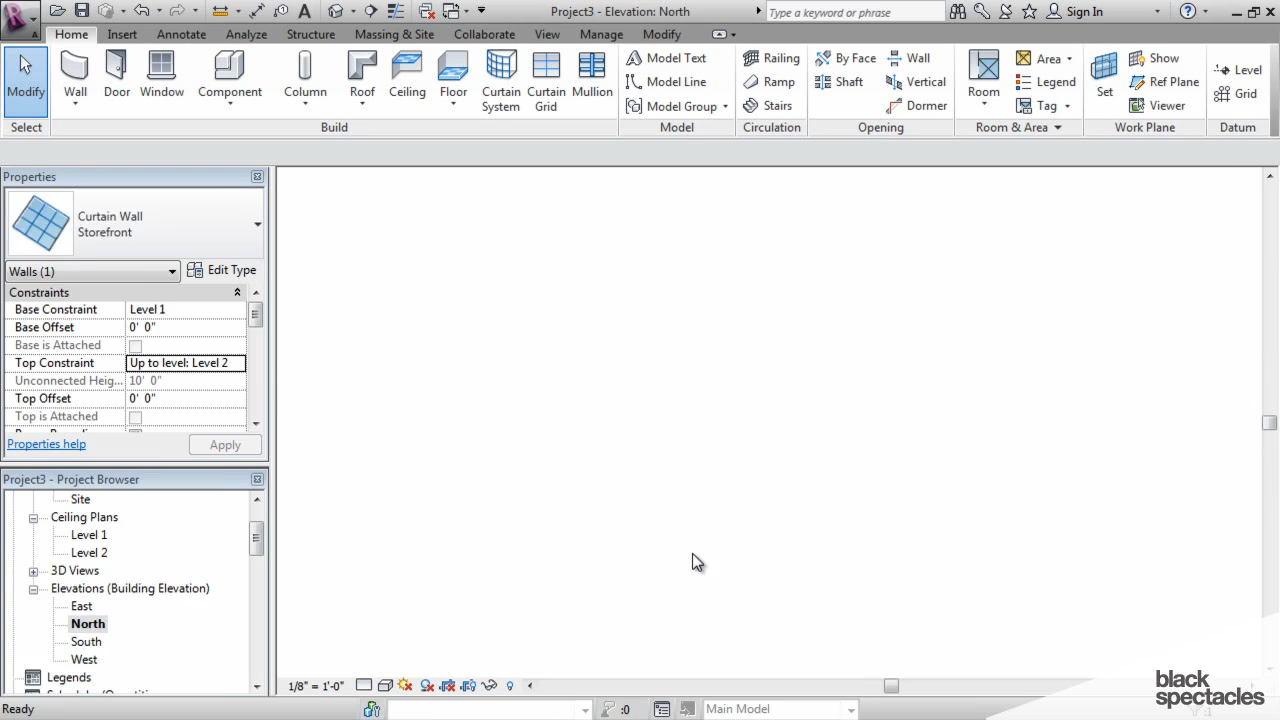 Project3 - Elevation: North
Type a keyword or phrase
Sign In
Home Insert Annotate Analyze Structure Massing & Site Collaborate View Manage Modify
Modify Wall Door Window Component Column Roof Ceiling Floor Curtain System Curtain Grid Mullion
Model Text
Model Line
Model Group
Railing
Ramp
Stairs
By Face
Shaft
Wall
Vertical
Dormer
Room
Area
Legend
Tag
Set
Show
Ref Plane
Viewer
Level
Grid
Select Build Model Circulation Opening Room & Area Work Plane Datum
Properties
Curtain Wall
Storefront
Walls (1) Edit Type
Constraints
Base Constraint Level 1
Base Offset 0' 0"
Base is Attached
Top Constraint Up to level: Level 2
Unconnected Heig... 10' 0"
Top Offset 0' 0"
Top is Attached
Properties help Apply
Project3 - Project Browser
Site
Ceiling Plans
Level 1
Level 2
3D Views
Elevations (Building Elevation)
East
North
South
West
Legends
1/8" = 1'-0"
Ready :0 Main Model
black
spectacles